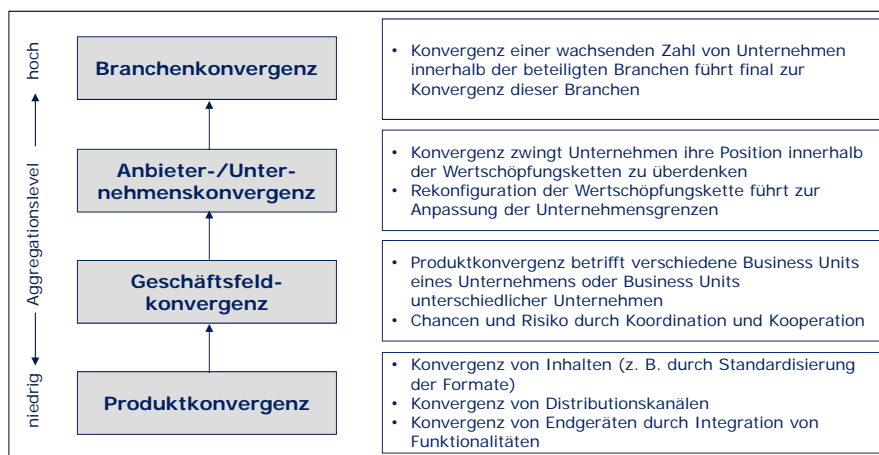 hoch
Aggregationslevel
niedrig
Branchenkonvergenz
• Konvergenz einer wachsenden Zahl von Unternehmen
innerhalb der beteiligten Branchen führt final zur
Konvergenz dieser Branchen
Anbieter-/Unter-
nehmenskonvergenz
• Konvergenz zwingt Unternehmen ihre Position innerhalb
der Wertschöpfungsketten zu überdenken
• Rekonfiguration der Wertschöpfungskette führt zur
Anpassung der Unternehmensgrenzen
Geschäftsfeld-
konvergenz
• Produktkonvergenz betrifft verschiedene Business Units
eines Unternehmens oder Business Units
unterschiedlicher Unternehmen
• Chancen und Risiko durch Koordination und Kooperation
Produktkonvergenz
• Konvergenz von Inhalten (z. B. durch Standardisierung
der Formate)
• Konvergenz von Distributionskanälen
• Konvergenz von Endgeräten durch Integration von
Funktionalitäten